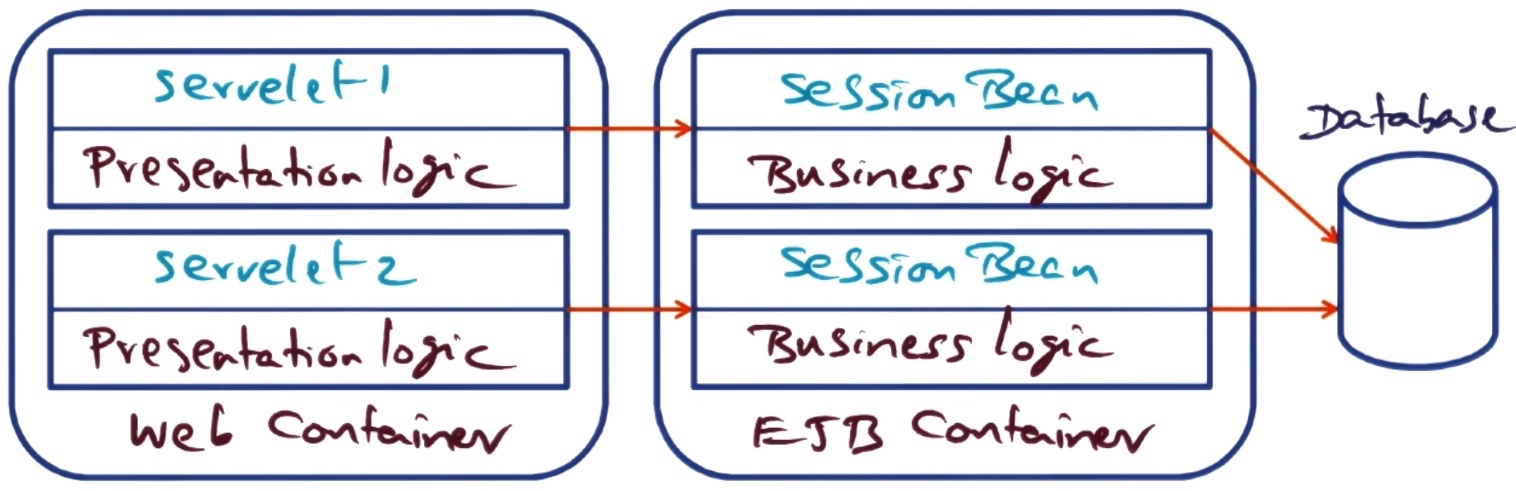 servelet1
Presentation logic
servelet2
Presentation logic
Web Container
Session Bean
Business logic
Session Bean
Business logic
EJB Container
Database